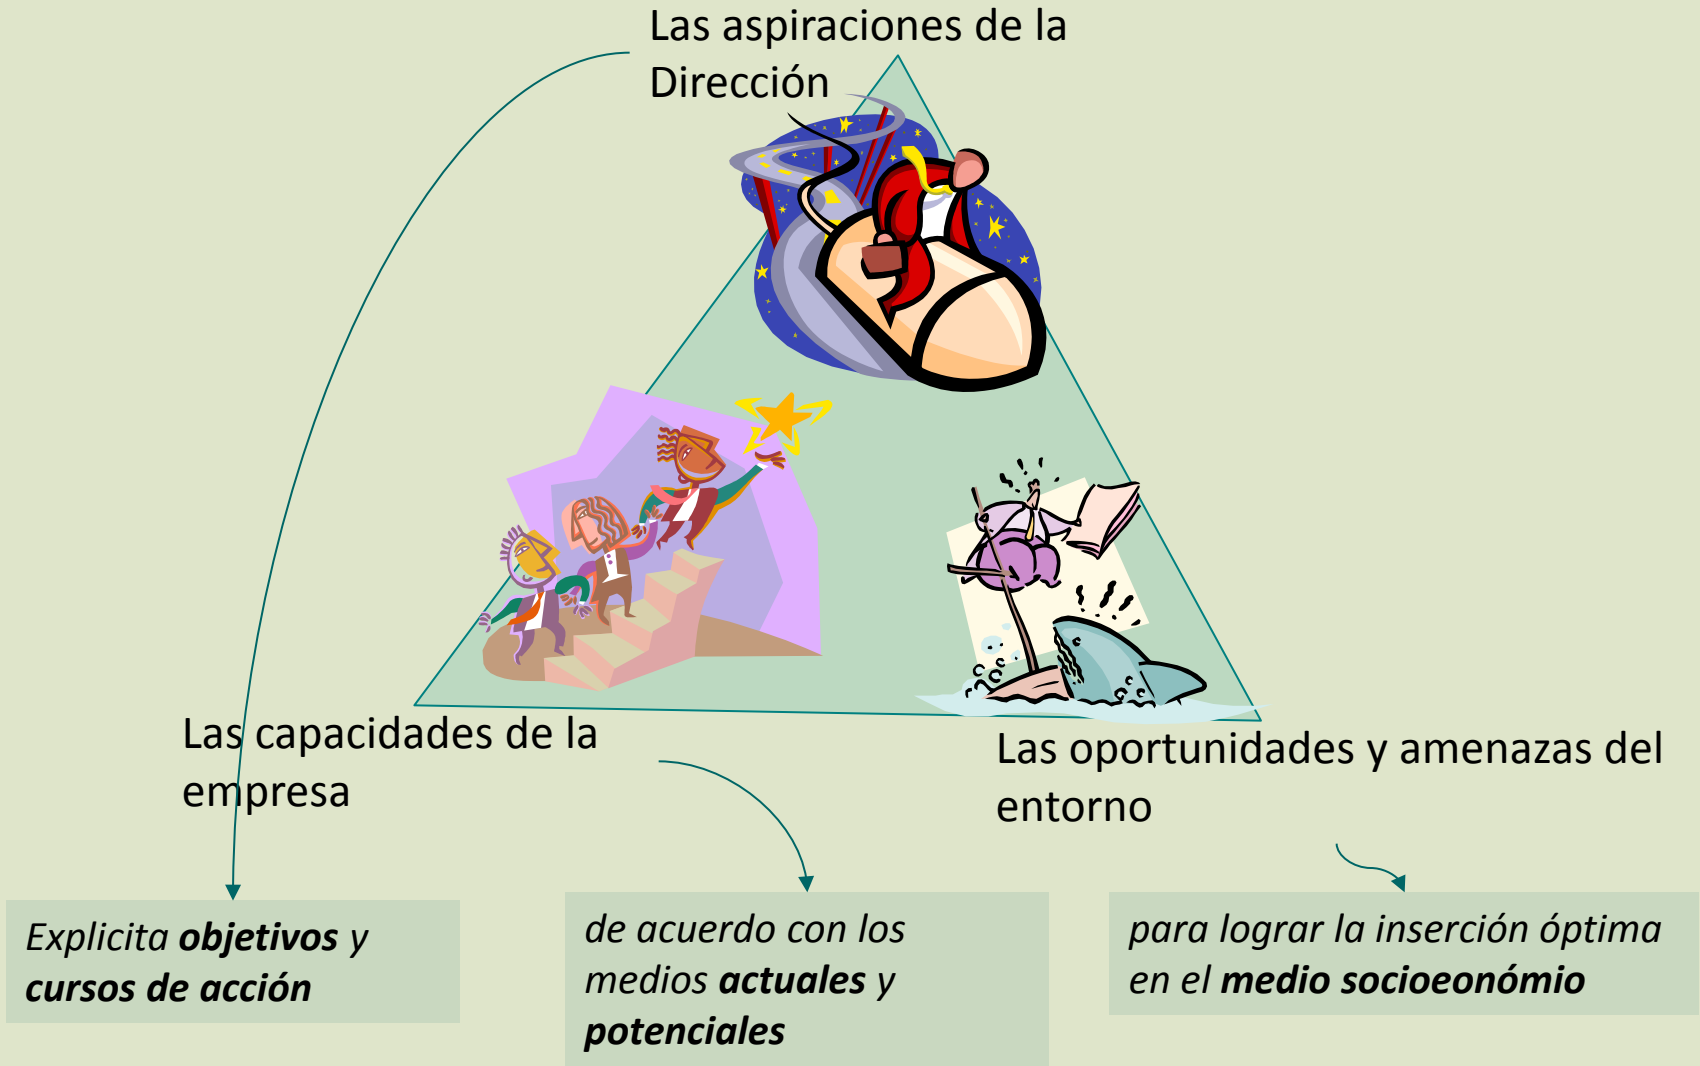 Las aspiraciones de la
Dirección
Las capacidades de la
empresa
Las oportunidades y amenazas del
entorno
Explicita objetivos y
cursos de acción
de acuerdo con los
medios actuales y
potenciales
para lograr la inserción óptima
en el medio socioeonómio